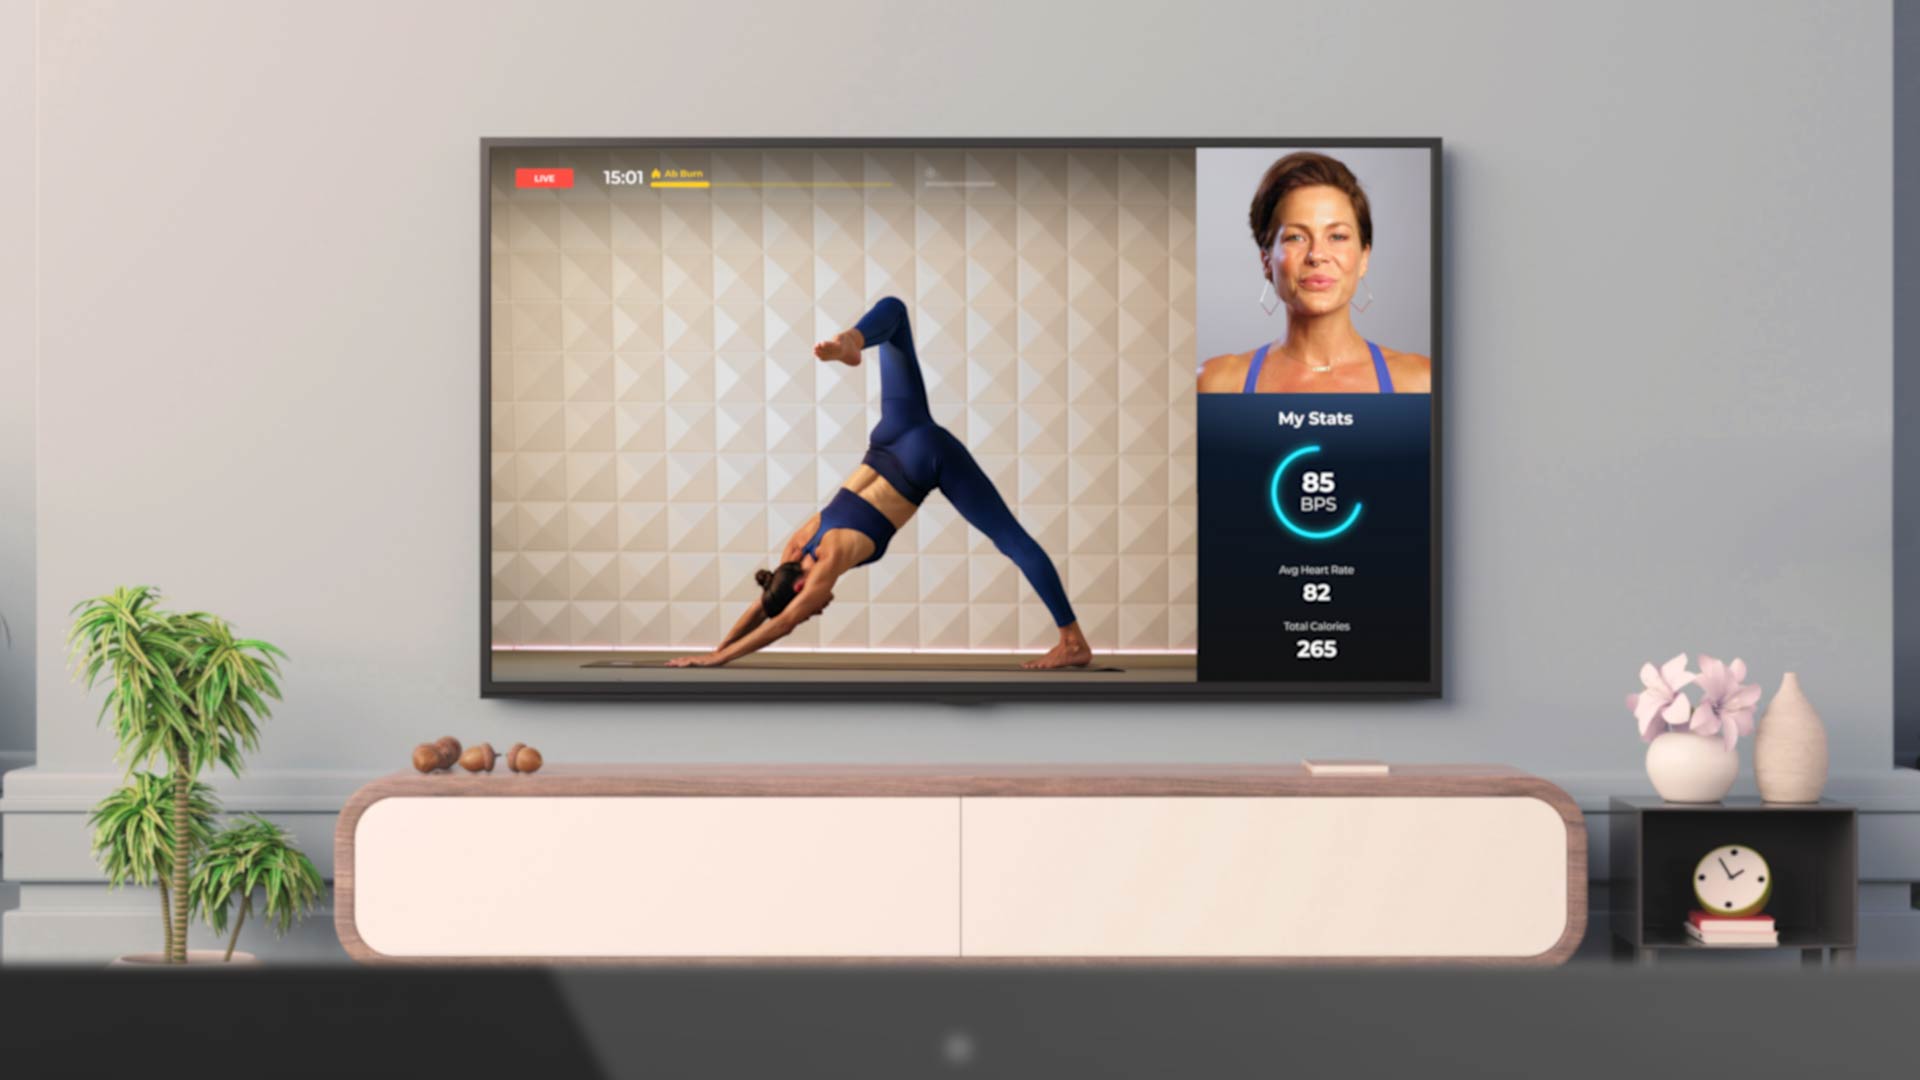 LIVE
15:01
Ab Burn
My Stats
85
BPS
Avg Heart Rate
82
Total Calories
265